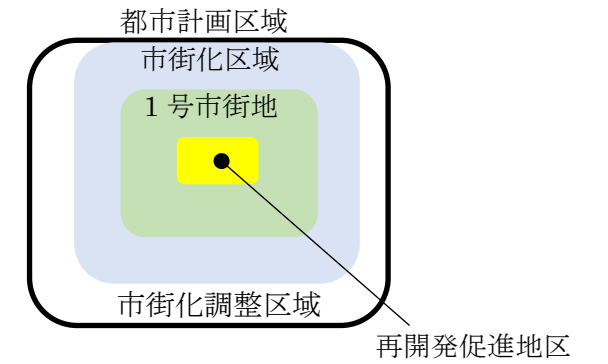 都市計画区域
市街化区域
1号市街地
市街化調整区域
再開発促進地区